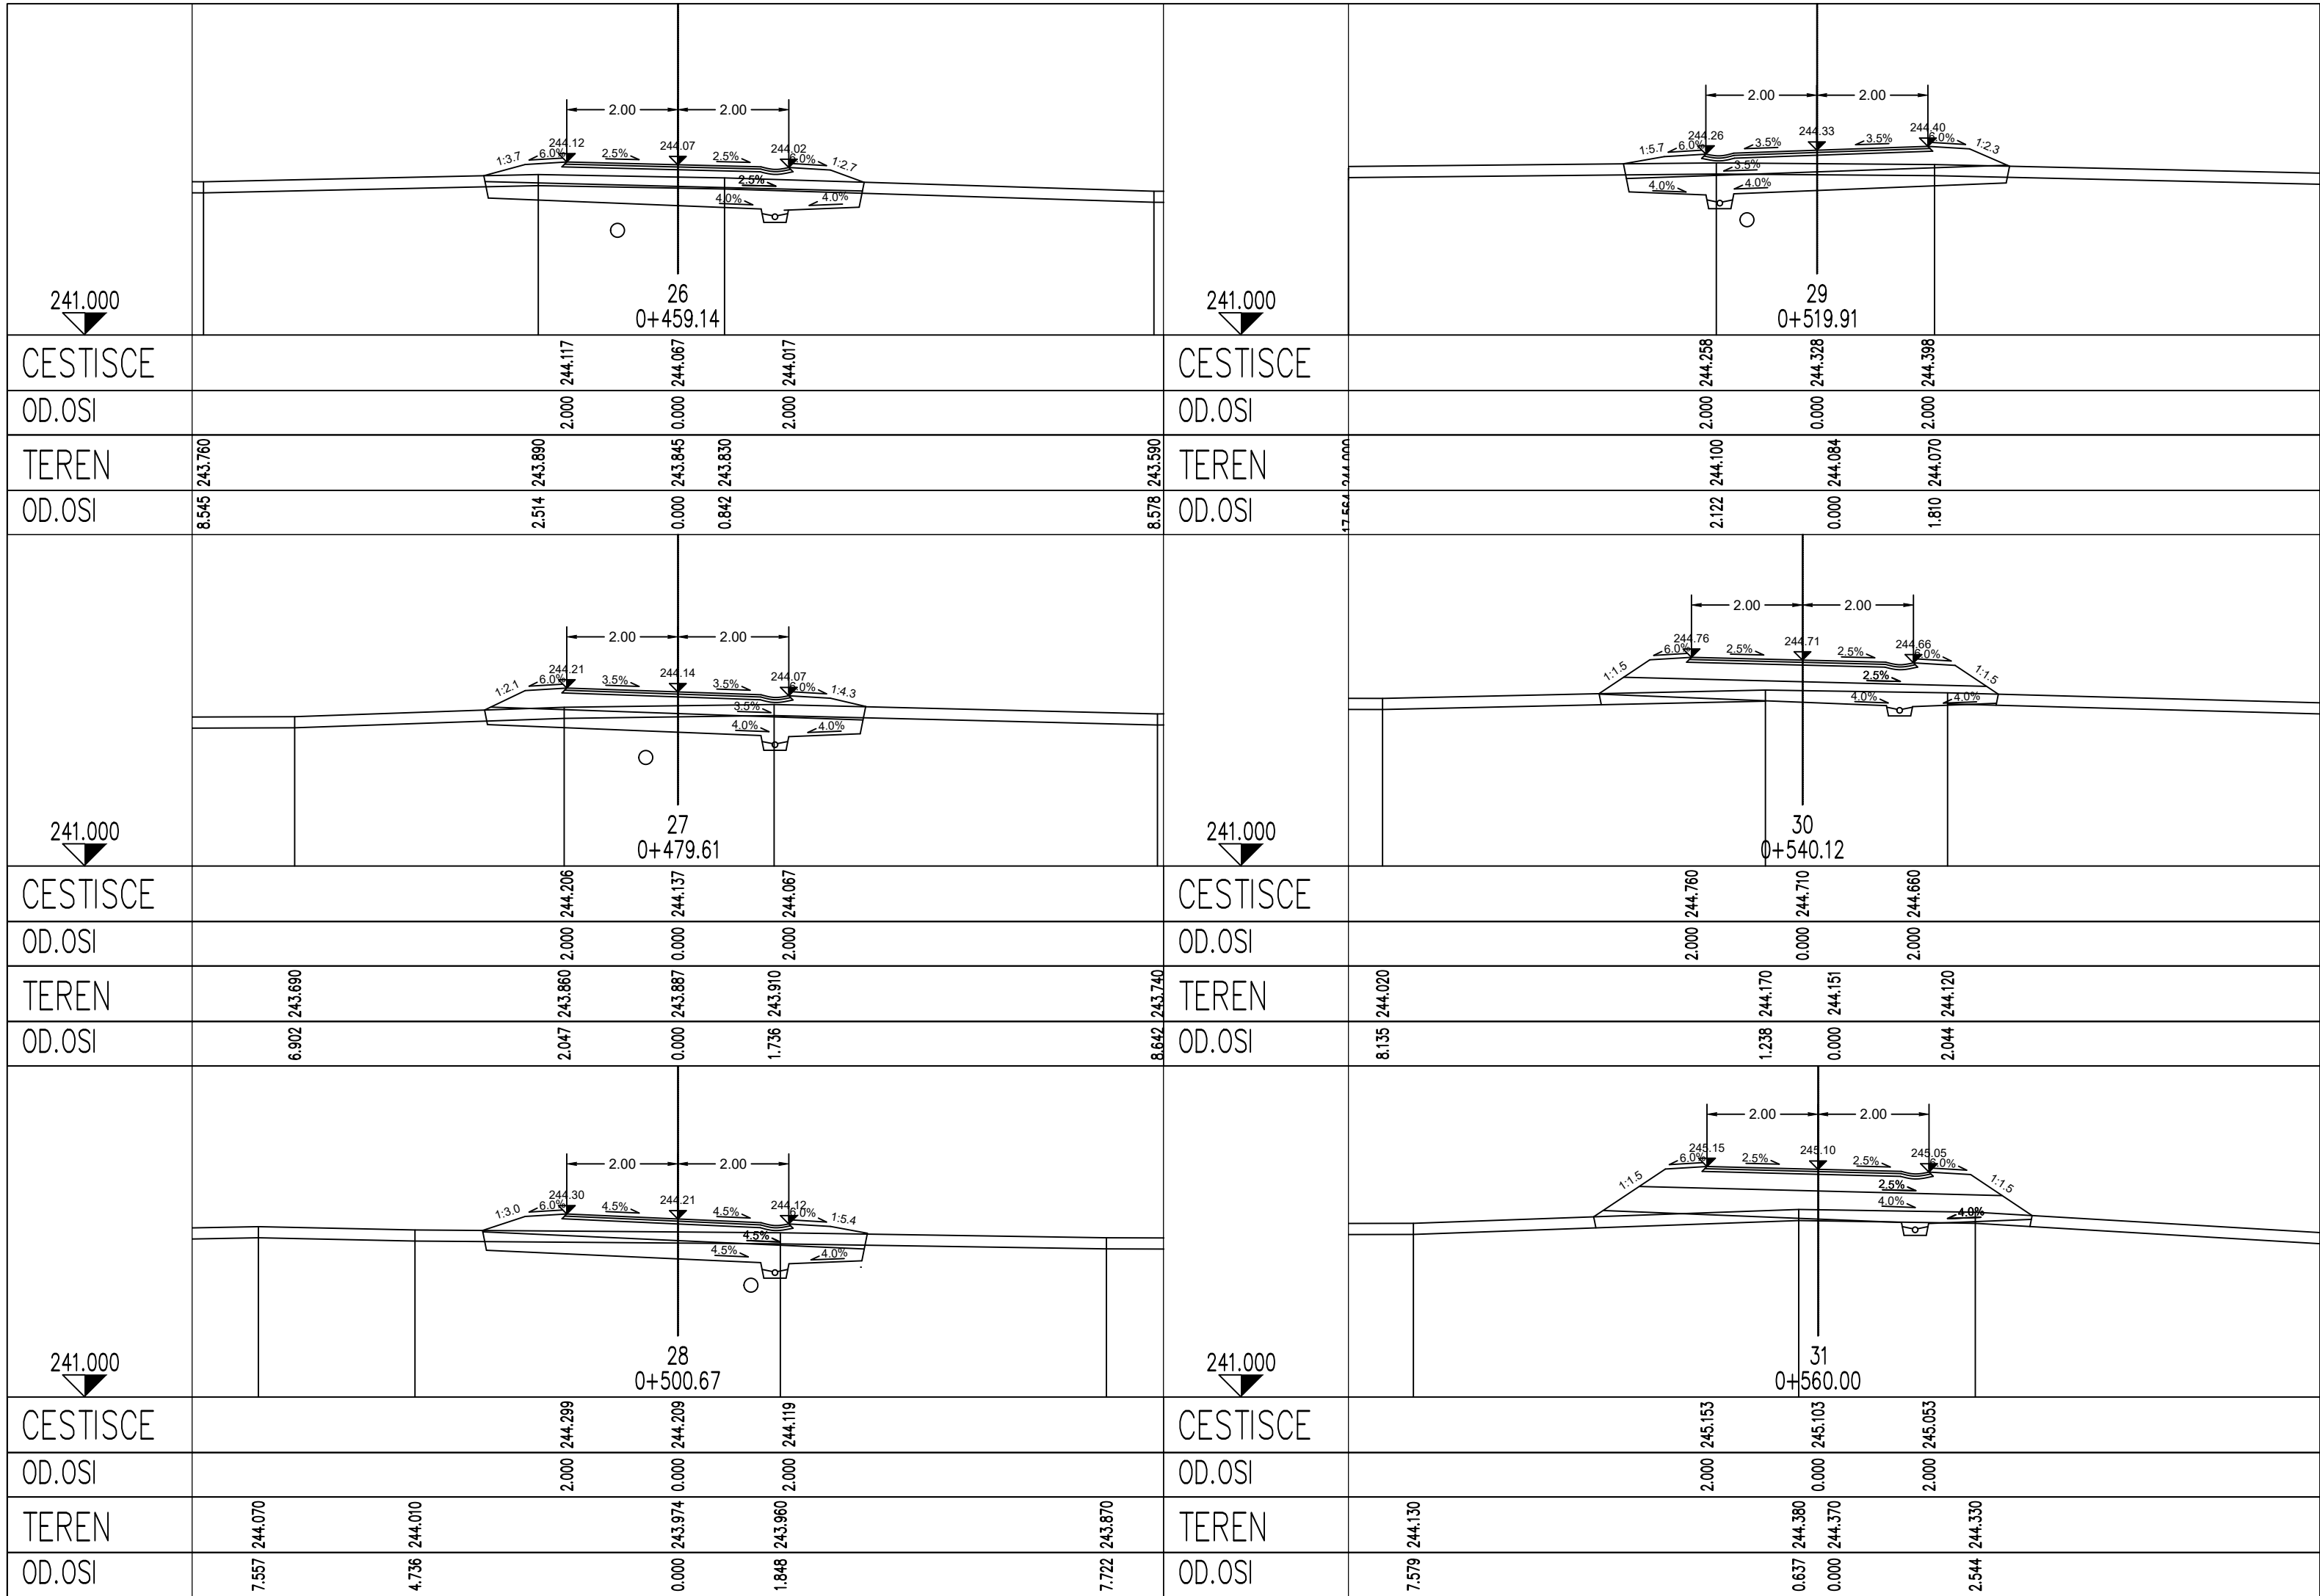 2.00 2.00
244.12 244.07 244.02
1:3.7 6.0% 2.5% 2.5% 6.0% 1:2.7
2.5%
4.0% 4.0%
241.000
26
0+459.14
CESTISCE 244.117 244.067 244.017
OD.OSI 2.000 0.000 2.000
TEREN 243.760 243.890 243.845 243.830 243.590
OD.OSI 8.545 2.514 0.000 0.842 8.578
2.00 2.00
244.21 244.14 244.07
1:2.1 6.0% 3.5% 3.5% 6.0% 1:4.3
3.5%
4.0% 4.0%
241.000
27
0+479.61
CESTISCE 244.206 244.137 244.067
OD.OSI 2.000 0.000 2.000
TEREN 243.690 243.860 243.887 243.910 243.740
OD.OSI 6.902 2.047 0.000 1.736 8.642
2.00 2.00
244.30 244.21 244.12
1:3.0 6.0% 4.5% 4.5% 6.0% 1:5.4
4.5%
4.5% 4.0%
241.000
28
0+500.67
CESTISCE 244.299 244.209 244.119
OD.OSI 2.000 0.000 2.000
TEREN 244.070 244.010 243.974 243.960 243.870
OD.OSI 7.557 4.736 0.000 1.848 7.722
2.00 2.00
244.26 244.33 244.40
1:5.7 6.0% 3.5% 3.5% 6.0% 1:2.3
3.5%
4.0% 4.0%
241.000
29
0+519.91
CESTISCE 244.258 244.328 244.398
OD.OSI 2.000 0.000 2.000
TEREN 244.000 244.100 244.084 244.070
OD.OSI 17.564 2.122 0.000 1.810
2.00 2.00
244.76 244.71 244.66
1:1.5 6.0% 2.5% 2.5% 6.0% 1:1.5
2.5%
4.0% 4.0%
241.000
30
0+540.12
CESTISCE 244.760 244.710 244.660
OD.OSI 2.000 0.000 2.000
TEREN 244.020 244.170 244.151 244.120
OD.OSI 8.135 1.238 0.000 2.044
2.00 2.00
245.15 245.10 245.05
1:1.5 6.0% 2.5% 2.5% 6.0% 1:1.5
2.5%
4.0% 4.0%
241.000
31
0+560.00
CESTISCE 245.153 245.103 245.053
OD.OSI 2.000 0.000 2.000
TEREN 244.130 244.380 244.370 244.330
OD.OSI 7.579 0.637 0.000 2.544